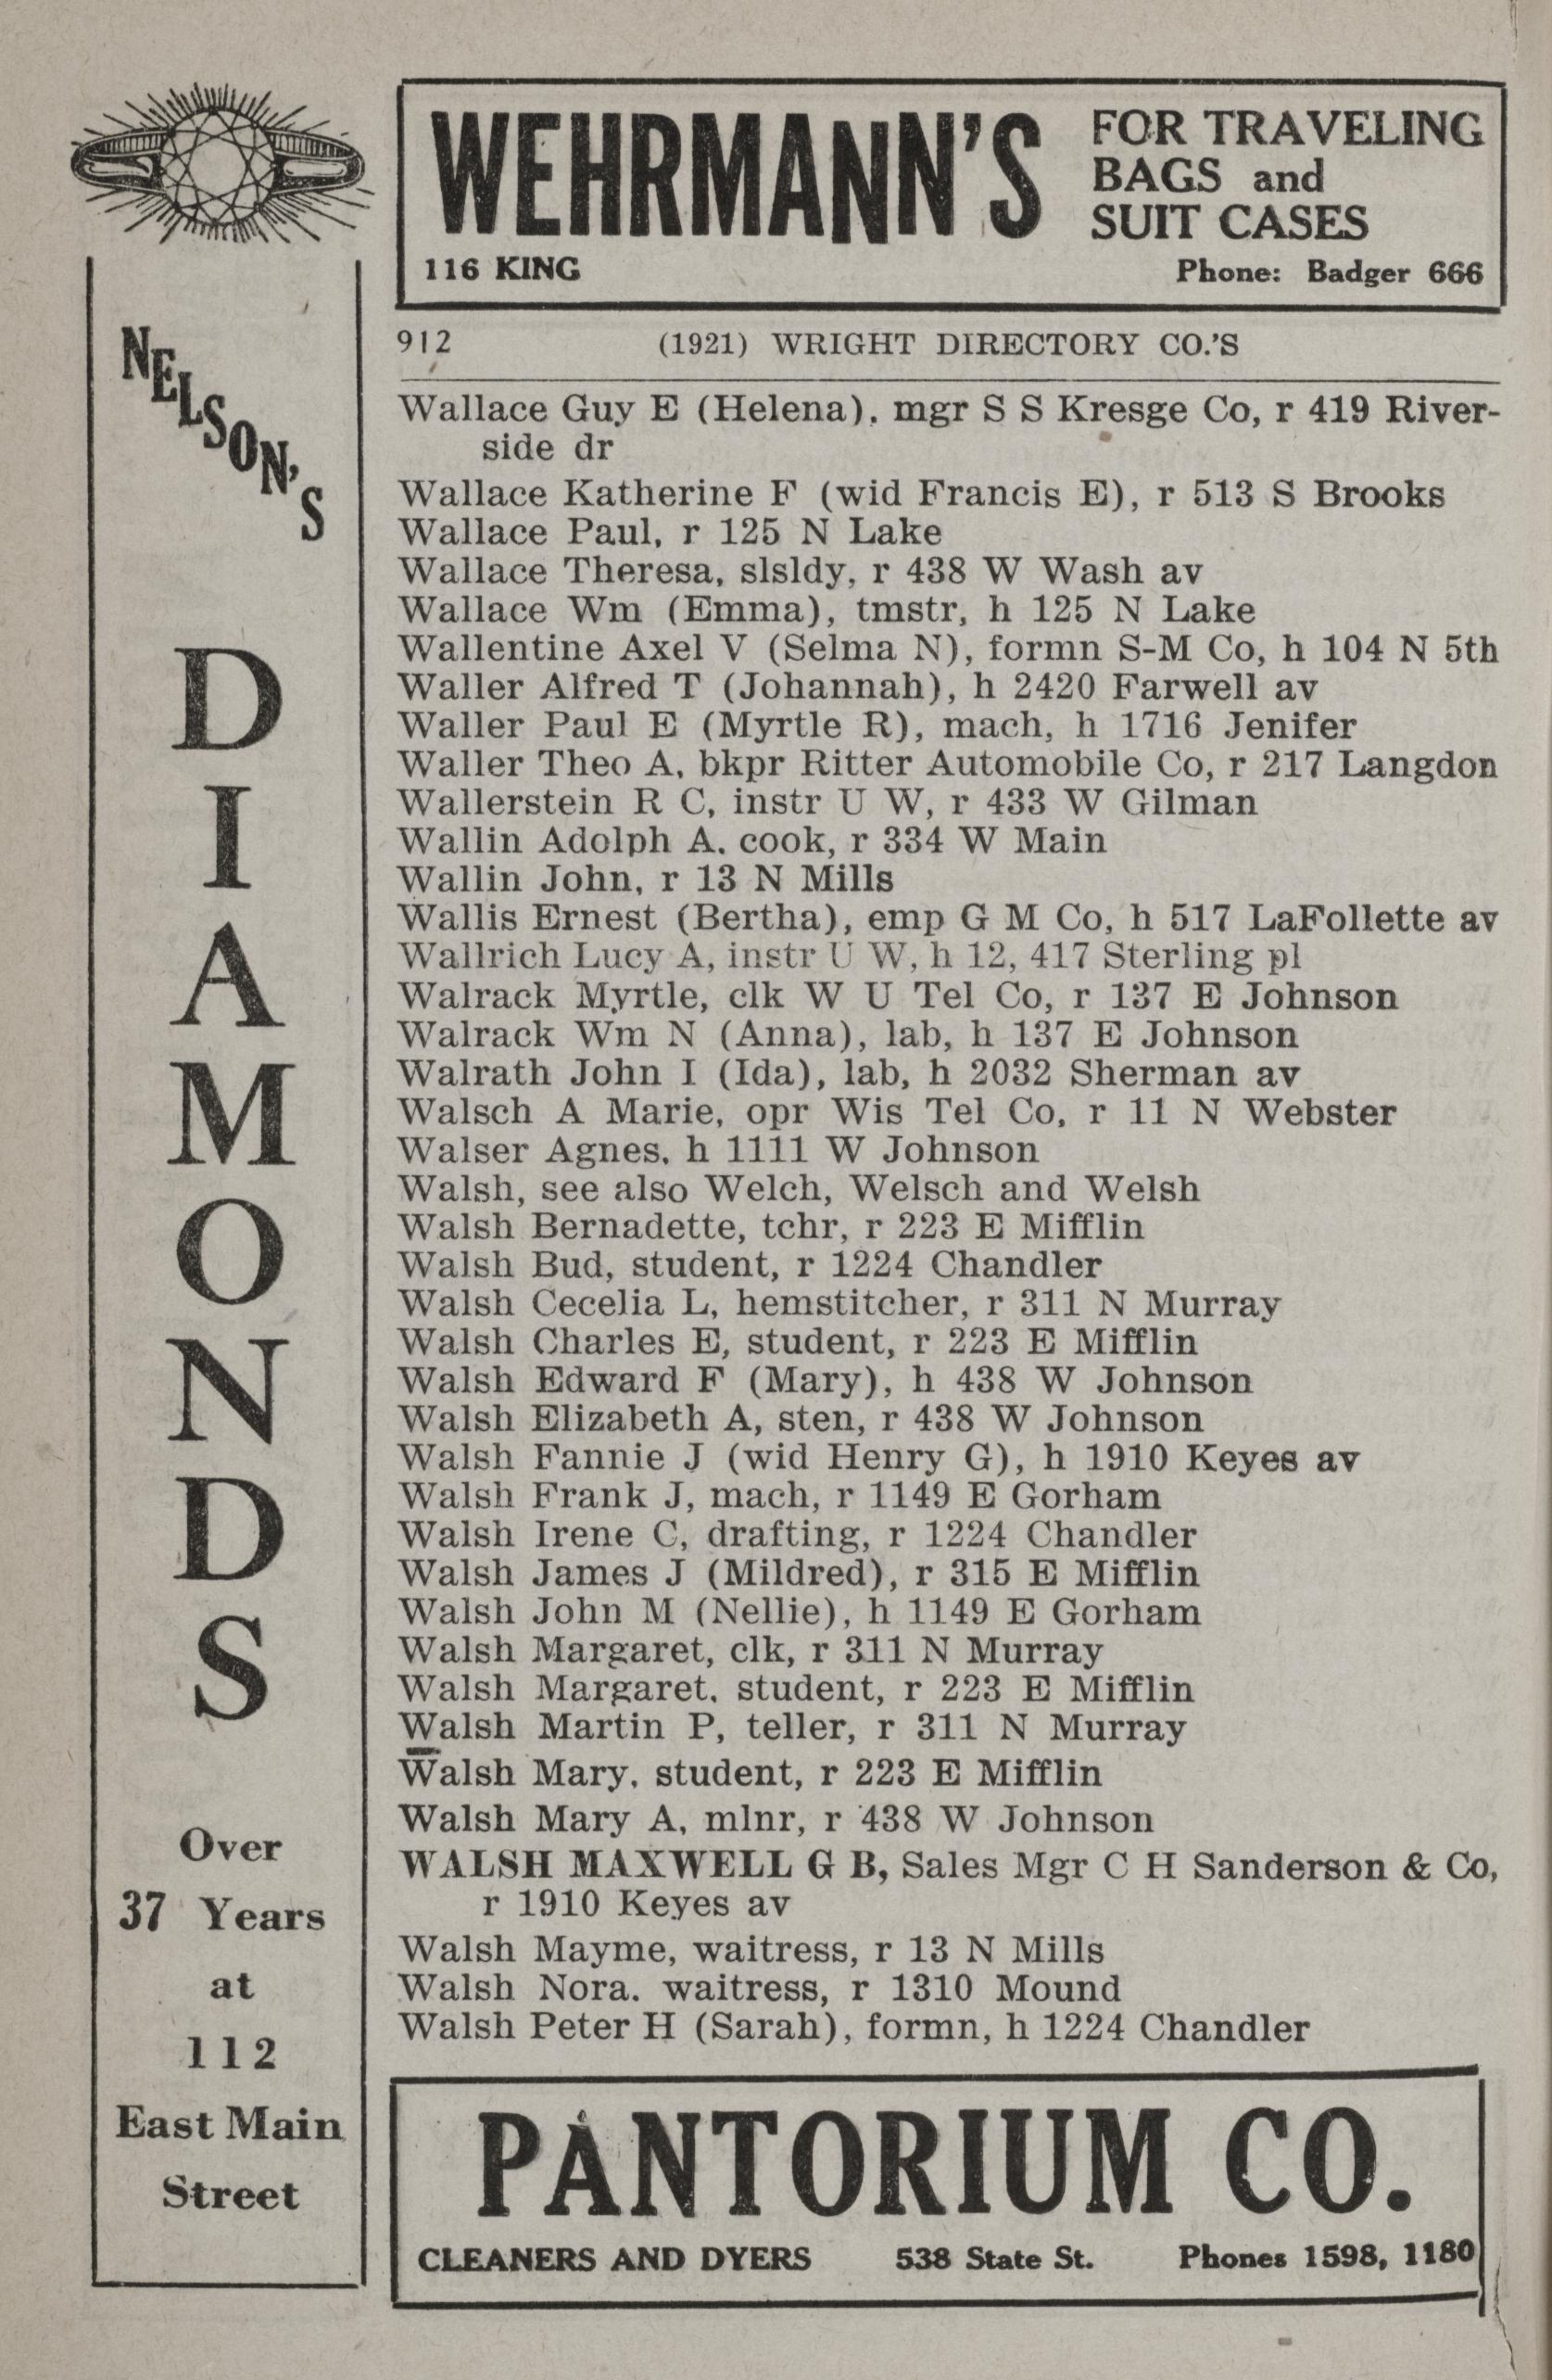 WEHRMANN'S
FOR TRAVELING
BAGS and
SUIT CASES
116 KING
Phone: Badger 666
NELSON'S
DIAMONDS
Over
37 Years
at
112
East Main
Street
912 (1921) WRIGHT DIRECTORY CO.'S
Wallace Guy E (Helena), mgr S S Kresge Co, r 419 River-
side dr
Wallace Katherine F (wid Francis E), r 513 S Brooks
Wallace Paul, r 125 N Lake
Wallace Theresa, slsldy, r 438 W Wash av
Wallace Wm (Emma), tmstr, h 125 N Lake
Wallentine Axel V (Selma N), formn S-M Co, h 104 N 5th
Waller Alfred T (Johannah), h 2420 Farwell av
Waller Paul E (Myrtle R), mach, h 1716 Jenifer
Waller Theo A, bkpr Ritter Automobile Co, r 217 Langdon
Wallerstein R C, instr U W, r 433 W Gilman
Wallin Adolph A, cook, r 334 W Main
Wallin John, r 13 N Mills
Wallis Ernest (Bertha), emp G M Co, h 517 LaFollette av
Wallrich Lucy A, instr U W, h 12, 417 Sterling pl
Walrack Myrtle, clk W U Tel Co, r 137 E Johnson
Walrack Wm N (Anna), lab, h 137 E Johnson
Walrath John I (Ida), lab, h 2032 Sherman av
Walsch A Marie, opr Wis Tel Co, r 11 N Webster
Walser Agnes, h 1111 W Johnson
Walsh, see also Welch, Welsch and Welsh
Walsh Bernadette, tchr, r 223 E Mifflin
Walsh Bud, student, r 1224 Chandler
Walsh Cecelia L, hemstitcher, r 311 N Murray
Walsh Charles E, student, r 223 E Mifflin
Walsh Edward F (Mary), h 438 W Johnson
Walsh Elizabeth A, sten, r 438 W Johnson
Walsh Fannie J (wid Henry G), h 1910 Keyes av
Walsh Frank J, mach, r 1149 E Gorham
Walsh Irene C, drafting, r 1224 Chandler
Walsh James J (Mildred), r 315 E Mifflin
Walsh John M (Nellie), h 1149 E Gorham
Walsh Margaret, clk, r 311 N Murray
Walsh Margaret, student, r 223 E Mifflin
Walsh Martin P, teller, r 311 N Murray
Walsh Mary, student, r 223 E Mifflin
Walsh Mary A, mlnr, r 438 W Johnson
WALSH MAXWELL G B, Sales Mgr C H Sanderson & Co,
r 1910 Keyes av
Walsh Mayme, waitress, r 13 N Mills
Walsh Nora, waitress, r 1310 Mound
Walsh Peter H (Sarah), formn, h 1224 Chandler
PANTORIUM CO.
CLEANERS AND DYERS 538 State St. Phones 1598, 1180